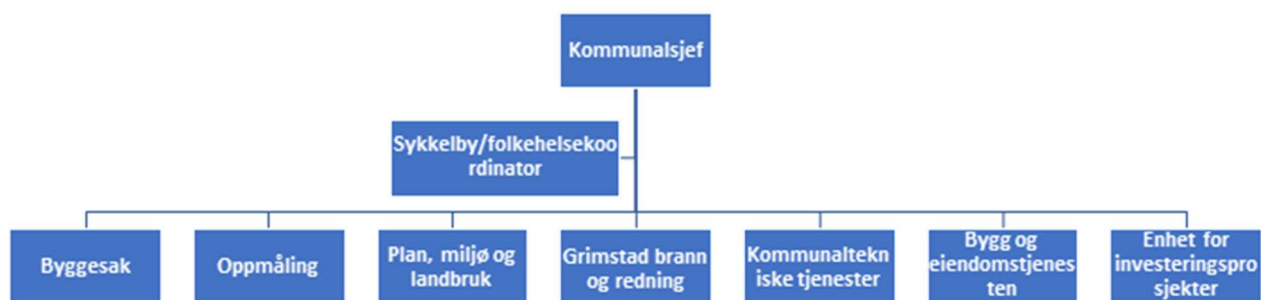 Kommunalsjef
Sykkelby/folkehelsekoo
rdinator
Byggesak
Oppmåling
Plan, miljø og
landbruk
Grimstad brann
og redning
Kommunaltekn
iske tjenester
Bygg og
eiendomstjenes
ten
Enhet for
investeringspro
sjekter